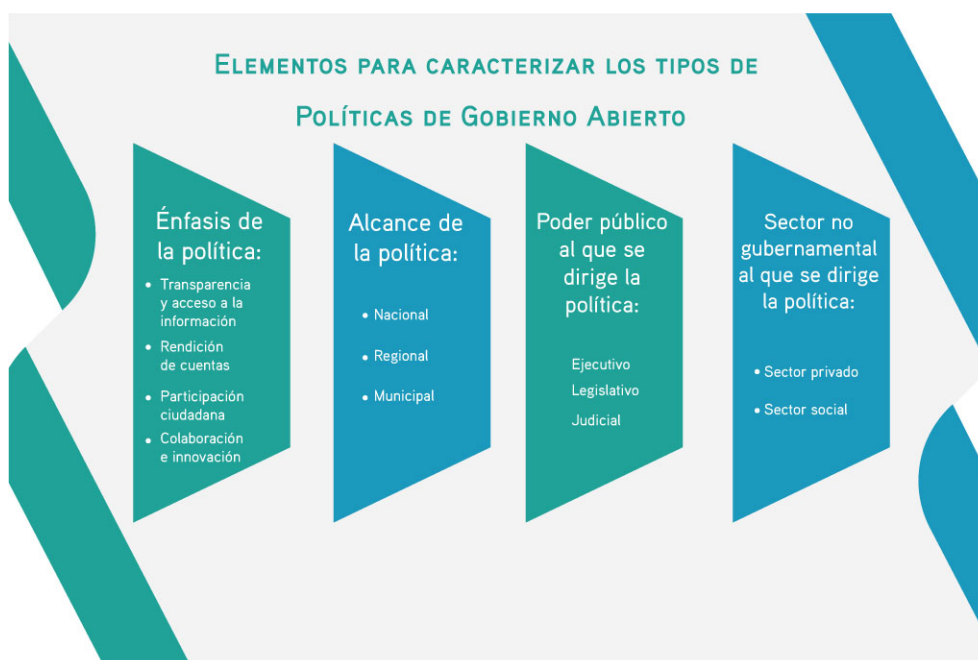 ELEMENTOS PARA CARACTERIZAR LOS TIPOS DE
POLÍTICAS DE GOBIERNO ABIERTO
Énfasis de
la política:
• Transparencia
y acceso a la
información
• Rendición
de cuentas
• Participación
ciudadana
• Colaboración
e innovación
Alcance de
la política:
• Nacional
• Regional
• Municipal
Poder público
al que se
dirige la
política:
Ejecutivo
Legislativo
Judicial
Sector no
gubernamental
al que se dirige
la política:
• Sector privado
• Sector social